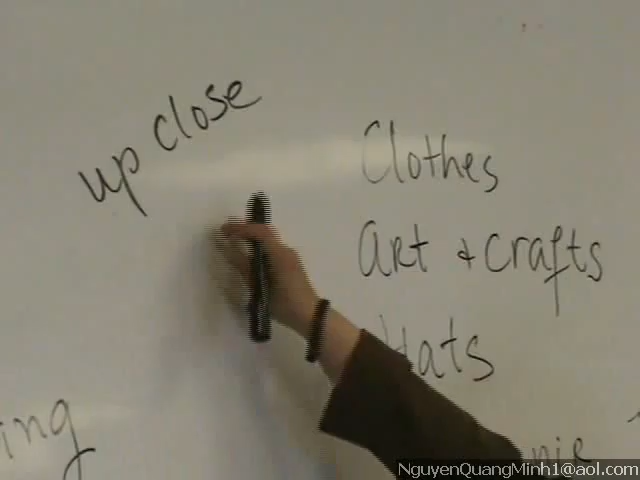 up close
Clothes
Art & Crafts
Hats
NguyenQuangMinh1@aol.com